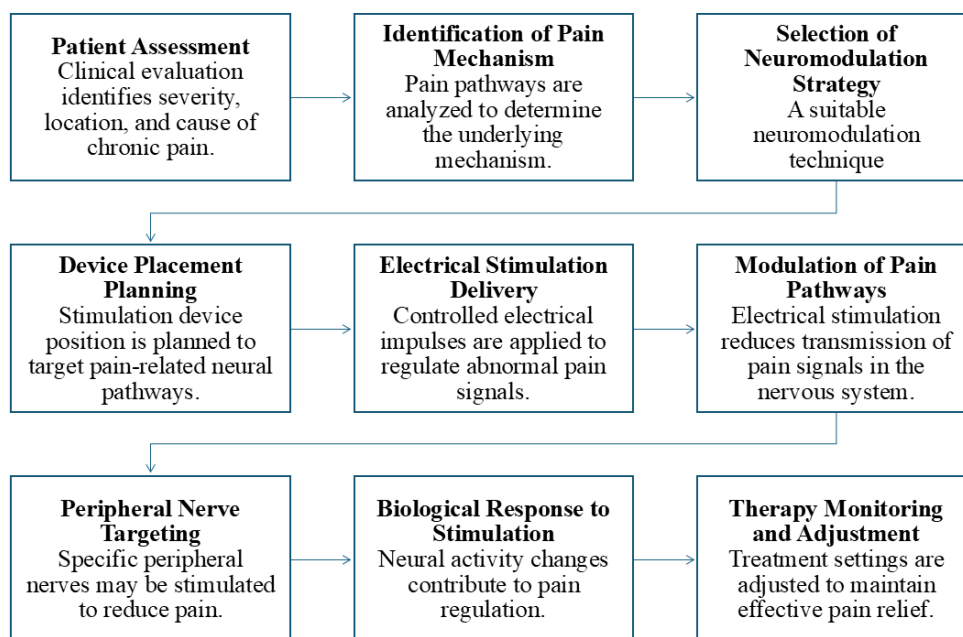 Patient Assessment
Clinical evaluation
identifies severity,
location, and cause of
chronic pain.
Identification of Pain
Mechanism
Pain pathways are
analyzed to determine
the underlying
mechanism.
Selection of
Neuromodulation
Strategy
A suitable
neuromodulation
technique
Device Placement
Planning
Stimulation device
position is planned to
target pain-related neural
pathways.
Electrical Stimulation
Delivery
Controlled electrical
impulses are applied to
regulate abnormal pain
signals.
Modulation of Pain
Pathways
Electrical stimulation
reduces transmission of
pain signals in the
nervous system.
Peripheral Nerve
Targeting
Specific peripheral
nerves may be stimulated
to reduce pain.
Biological Response to
Stimulation
Neural activity changes
contribute to pain
regulation.
Therapy Monitoring
and Adjustment
Treatment settings are
adjusted to maintain
effective pain relief.